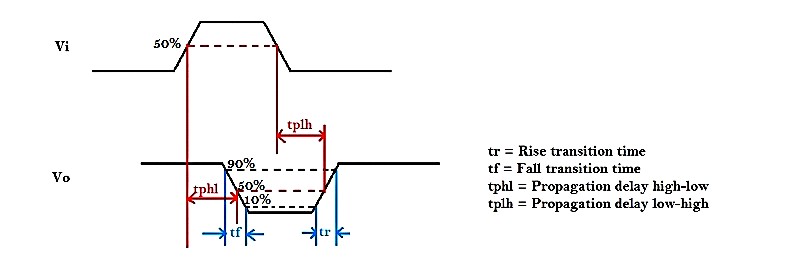 50%
Vi
tplh
tr = Rise transition time
90%
tf = Fall transition time
Vo
50%
tphl = Propagation delay high-low
tphl
10%
tplh = Propagation delay low-high
tf
tr